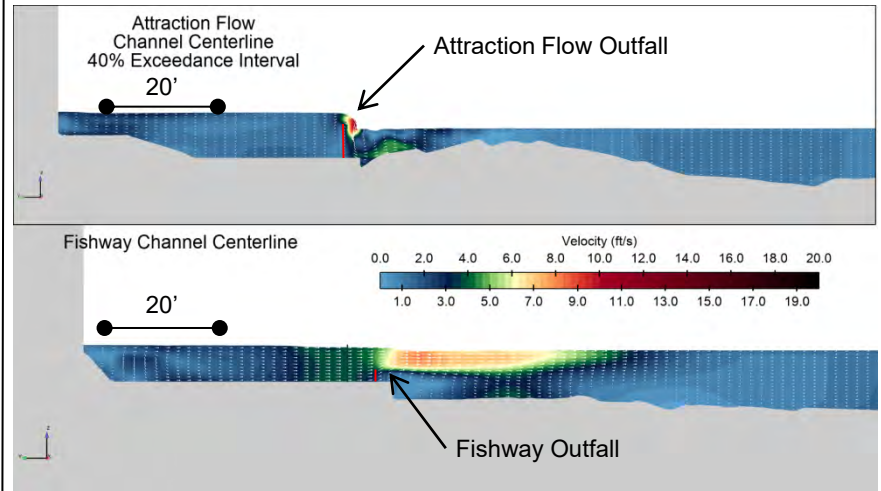 Attraction Flow
Channel Centerline
40% Exceedance Interval
20’
Attraction Flow Outfall
Fishway Channel Centerline
Velocity (ft/s)
0.0 2.0 4.0 6.0 8.0 10.0 12.0 14.0 16.0 18.0 20.0
1.0 3.0 5.0 7.0 9.0 11.0 13.0 15.0 17.0 19.0
20’
Fishway Outfall